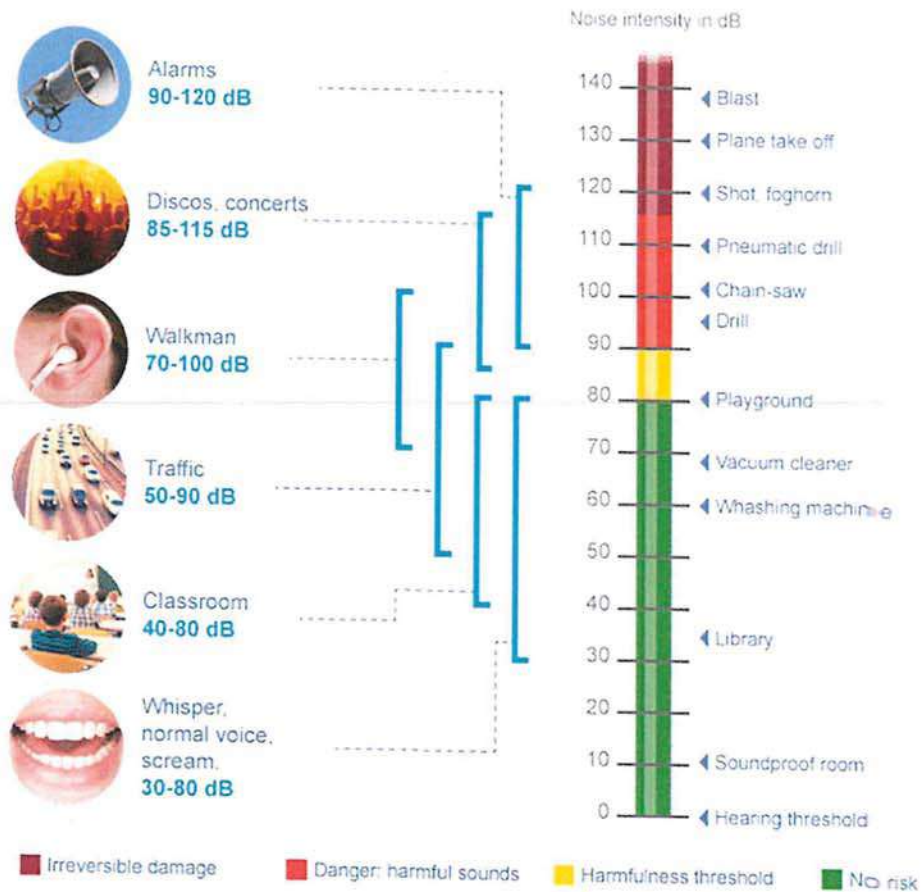 Noise intensity in dB
Alarms
90-120 dB
Discos, concerts
85-115 dB
Walkman
70-100 dB
Traffic
50-90 dB
Classroom
40-80 dB
Whisper,
normal voice,
scream,
30-80 dB
140
130
120
110
100
90
80
70
60
50
40
30
20
10
0
Blast
Plane take off
Shot, foghorn
Pneumatic drill
Chain-saw
Drill
Playground
Vacuum cleaner
Whashing machine
Library
Soundproof room
Hearing threshold
Irreversible damage
Danger: harmful sounds
Harmfulness threshold
No risk